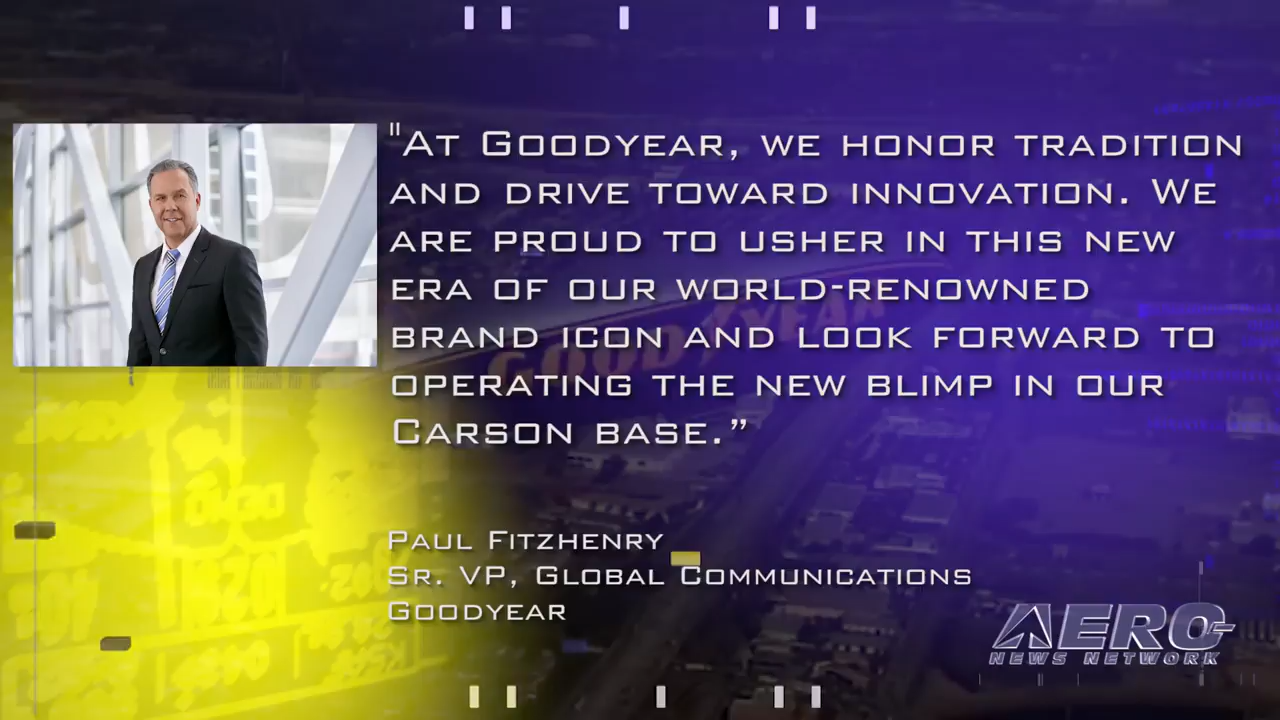 "At Goodyear, we honor tradition
and drive toward innovation. We
are proud to usher in this new
era of our world-renowned
brand icon and look forward to
operating the new blimp in our
Carson base.”
Paul Fitzhenry
Sr. VP, Global Communications
Goodyear
GOODYEAR
AERO
NEWS NETWORK